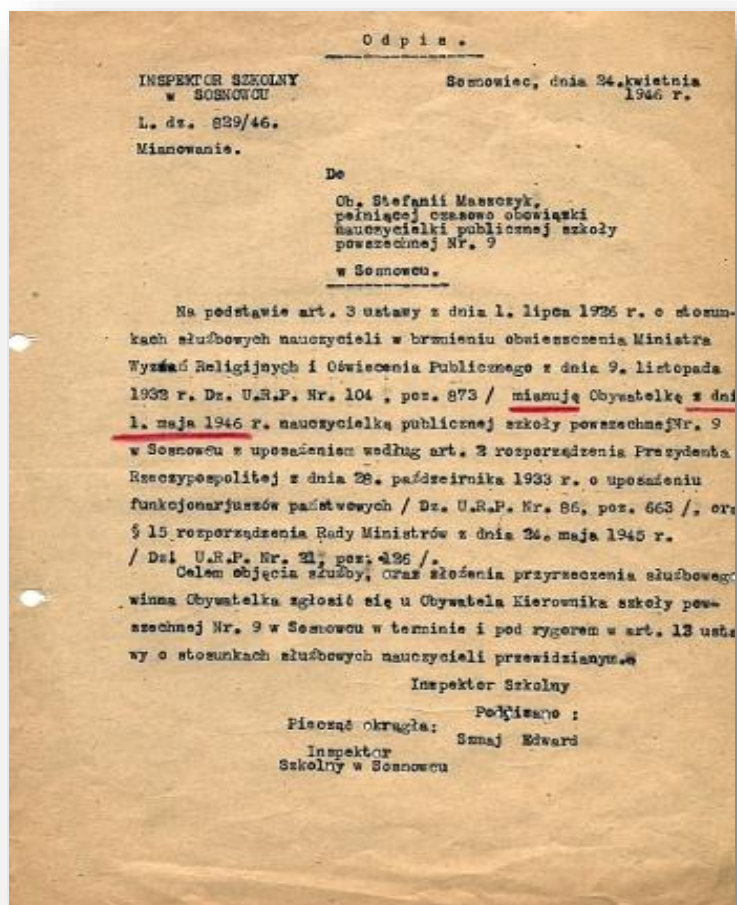 Odpis.
INSPEKTOR SZKOLNY
w SOSNOWCU
Sosnowiec, dnia 24.kwietnia
1946 r.
L. dz. 829/46.
Mianowanie.
Do
Ob. Stefanii Maszczyk,
pełniącej czasowo obowiązki
nauczycielki publicznej szkoły
powszechnej Nr. 9
w Sosnowcu.
Na podstawie art. 3 ustawy z dnia 1. lipca 1926 r. o stosun-
kach służbowych nauczycieli w brzmieniu obwieszczenia Ministra
Wyznań Religijnych i Oświecenia Publicznego z dnia 9. listopada
1932 r. Dz. U.R.P. Nr. 104 , poz. 873 / mianuję Obywatelkę z dni
1. maja 1946 r. nauczycielką publicznej szkoły powszechnejNr. 9
w Sosnowcu z uposażeniem według art. 2 rozporządzenia Prezydenta
Rzeczypospolitej z dnia 28. paźdzeirnika 1933 r. o uposażeniu
funkcjonarjuszów państwowych / Dz. U.R.P. Nr. 86, poz. 663 /, ora
§ 15 rozporządzenia Rady Ministrów z dnia 24. maja 1945 r.
/ Dzi U.R.P. Nr. 21, poz. 126 /.
Celem objęcia służby, oraz złożenia przyrzeczenia służbowego
winna Obywatelka zgłosić się u Obywatela Kierownika szkoły pow-
szechnej Nr. 9 w Sosnowcu w terminie i pod rygorem w art. 12 usta
wy o stosunkach służbowych nauczycieli przewidzianym.
Inspektor Szkolny
Podpisano :
Pieczęć okrągła:
Sznaj Edward
Inspektor
Szkolny w Sosnowcu